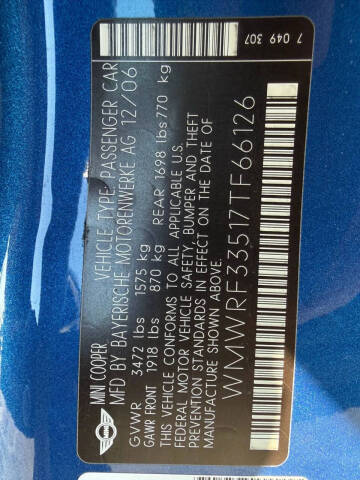 7 049 307
MINI COOPER VEHICLE TYPE: PASSENGER CAR
MFD BY BAYERISCHE MOTORENWERKE AG 12/06
GVWR 3472 lbs 1575 kg
GAWR FRONT 1918 lbs 870 kg REAR 1698 lbs 770 kg
THIS VEHICLE CONFORMS TO ALL APPLICABLE U.S.
FEDERAL MOTOR VEHICLE SAFETY, BUMPER AND THEFT
PREVENTION STANDARDS IN EFFECT ON THE DATE OF
MANUFACTURE SHOWN ABOVE.
WMWRF33517TF66126